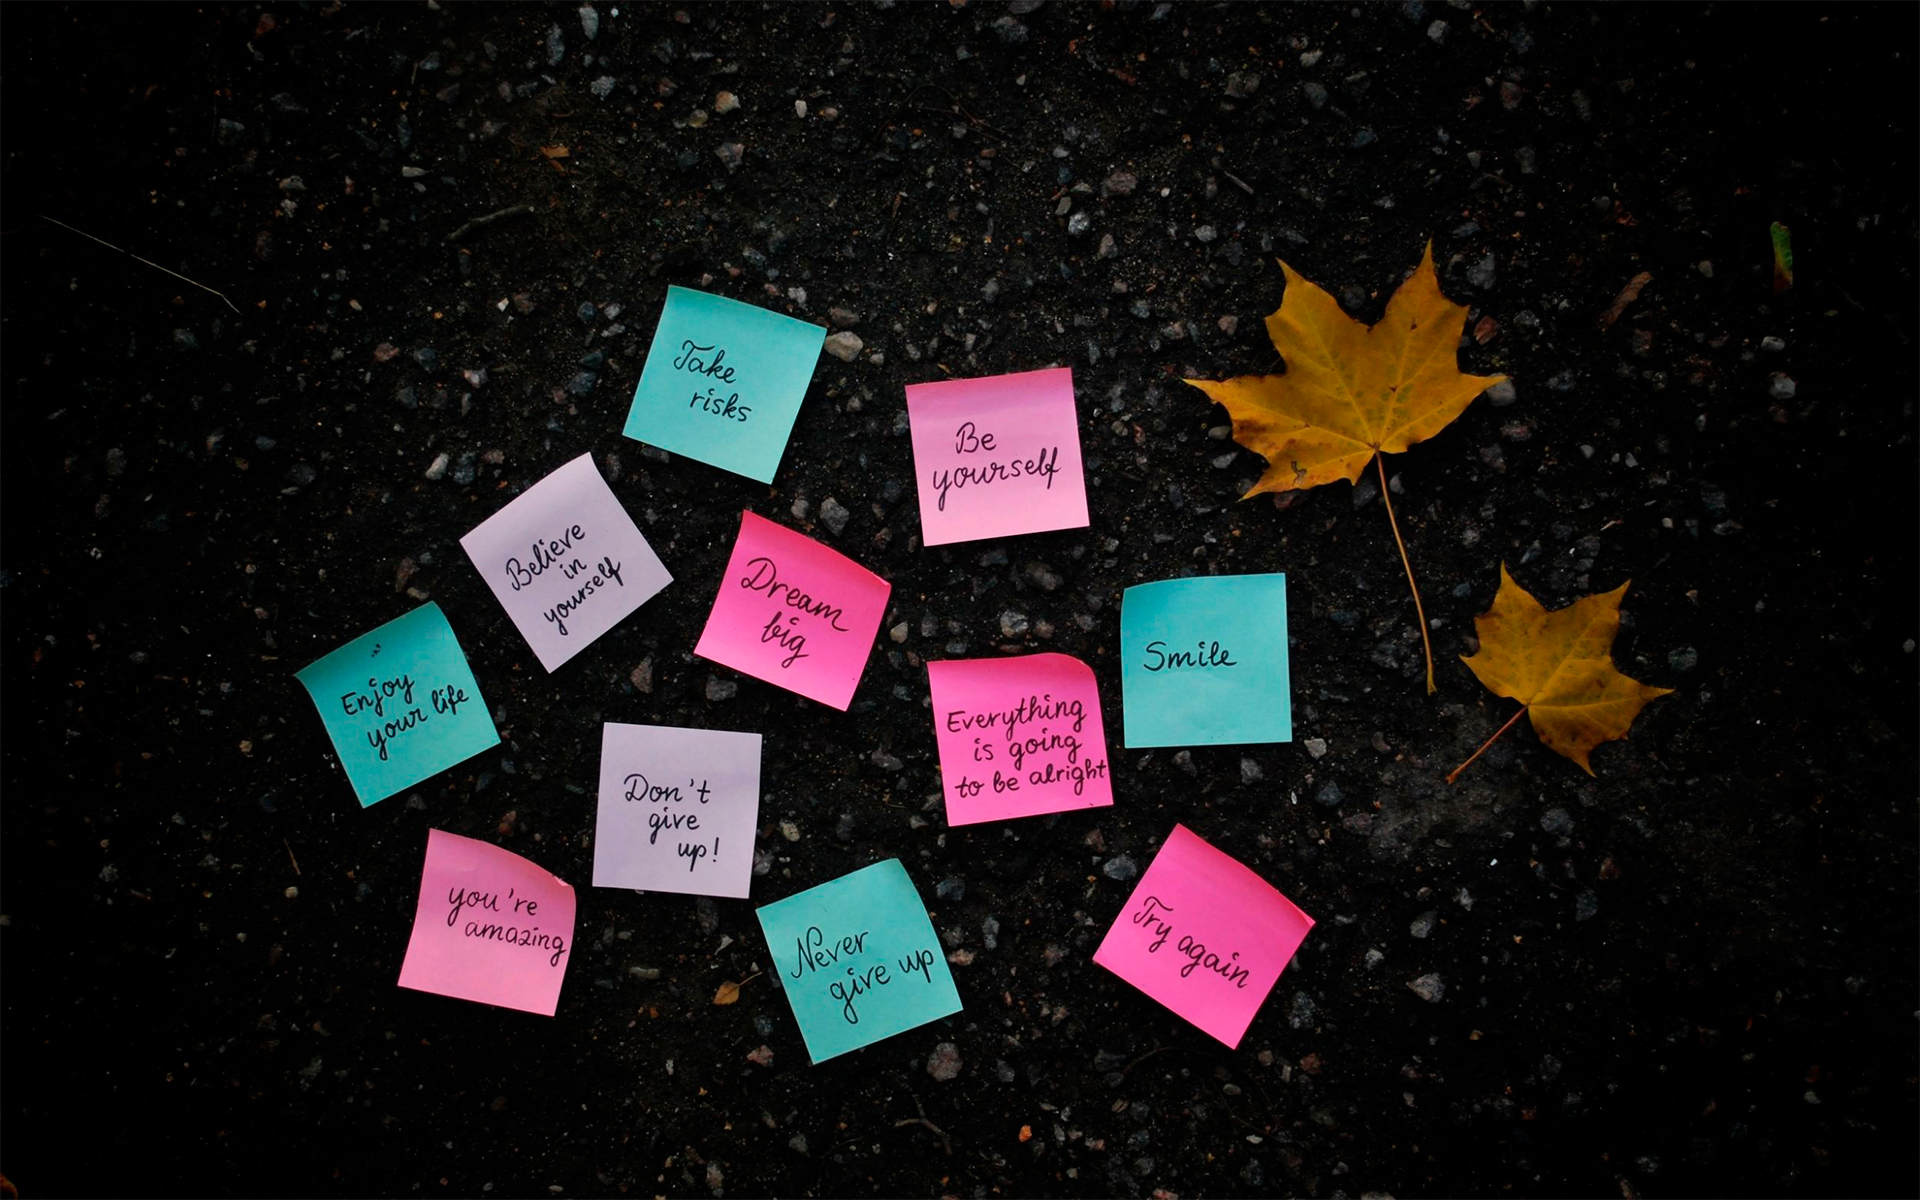 Take
risks
Be
yourself
Believe
in
yourself
Dream
big
Smile
Enjoy
your life
Everything
is going
to be alright
Don't
give
up!
you're
amazing
Never
give up
Try again